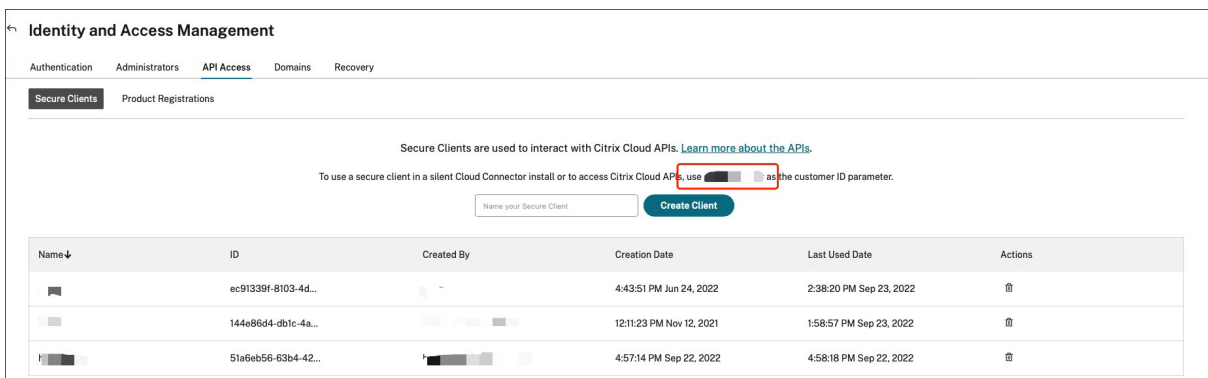 Identity and Access Management
Authentication Administrators API Access Domains Recovery
Secure Clients Product Registrations
Secure Clients are used to interact with Citrix Cloud APIs. Learn more about the APIs.
To use a secure client in a silent Cloud Connector install or to access Citrix Cloud APIs, use as the customer ID parameter.
Name your Secure Client Create Client
Name ID Created By Creation Date Last Used Date Actions
ec91339f-8103-4d... 4:43:51 PM Jun 24, 2022 2:38:20 PM Sep 23, 2022
144e86d4-db1c-4a... 12:11:23 PM Nov 12, 2021 1:58:57 PM Sep 23, 2022
51a6eb56-63b4-42... 4:57:14 PM Sep 22, 2022 4:58:18 PM Sep 22, 2022